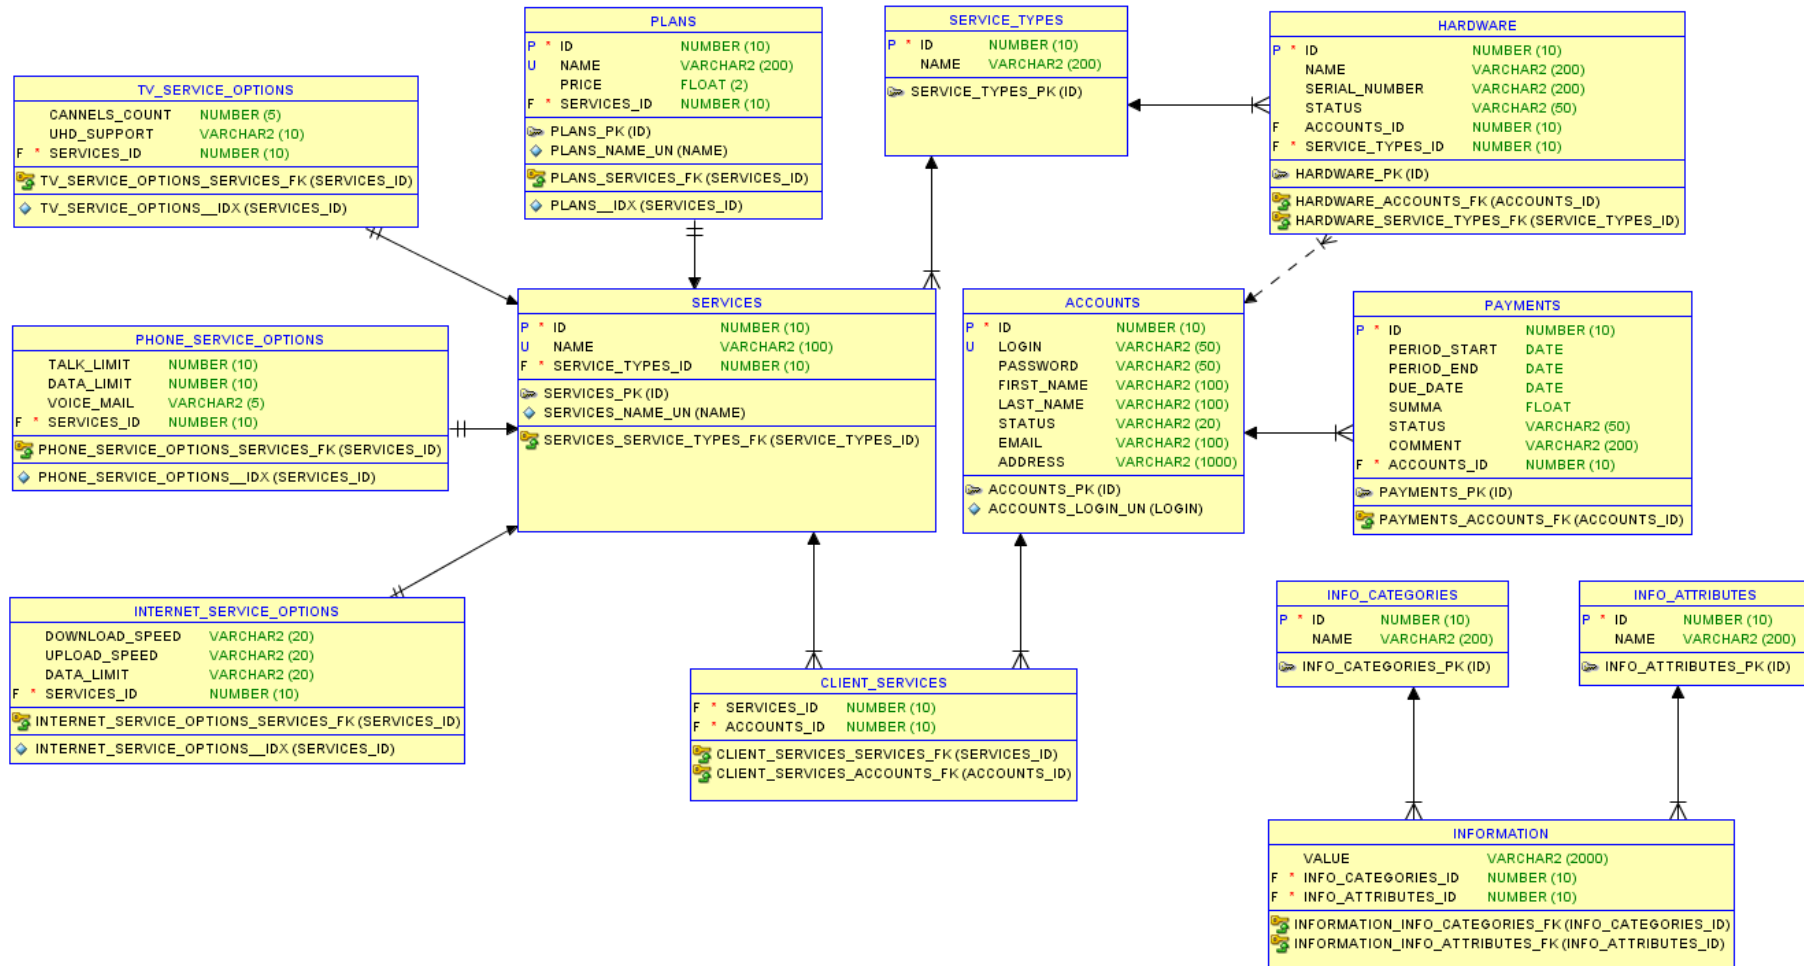 PLANS
P * ID NUMBER (10)
U NAME VARCHAR2 (200)
PRICE FLOAT (2)
F * SERVICES_ID NUMBER (10)
PLANS_PK (ID)
PLANS_NAME_UN (NAME)
PLANS_SERVICES_FK (SERVICES_ID)
PLANS__IDX (SERVICES_ID)
SERVICE_TYPES
P * ID NUMBER (10)
NAME VARCHAR2 (200)
SERVICE_TYPES_PK (ID)
HARDWARE
P * ID NUMBER (10)
NAME VARCHAR2 (200)
SERIAL_NUMBER VARCHAR2 (200)
STATUS VARCHAR2 (50)
F ACCOUNTS_ID NUMBER (10)
F * SERVICE_TYPES_ID NUMBER (10)
HARDWARE_PK (ID)
HARDWARE_ACCOUNTS_FK (ACCOUNTS_ID)
HARDWARE_SERVICE_TYPES_FK (SERVICE_TYPES_ID)
TV_SERVICE_OPTIONS
CANNELS_COUNT NUMBER (5)
UHD_SUPPORT VARCHAR2 (10)
F * SERVICES_ID NUMBER (10)
TV_SERVICE_OPTIONS_SERVICES_FK (SERVICES_ID)
TV_SERVICE_OPTIONS__IDX (SERVICES_ID)
SERVICES
P * ID NUMBER (10)
U NAME VARCHAR2 (100)
F * SERVICE_TYPES_ID NUMBER (10)
SERVICES_PK (ID)
SERVICES_NAME_UN (NAME)
SERVICES_SERVICE_TYPES_FK (SERVICE_TYPES_ID)
ACCOUNTS
P * ID NUMBER (10)
U LOGIN VARCHAR2 (50)
PASSWORD VARCHAR2 (50)
FIRST_NAME VARCHAR2 (100)
LAST_NAME VARCHAR2 (100)
STATUS VARCHAR2 (20)
EMAIL VARCHAR2 (100)
ADDRESS VARCHAR2 (1000)
ACCOUNTS_PK (ID)
ACCOUNTS_LOGIN_UN (LOGIN)
PAYMENTS
P * ID NUMBER (10)
PERIOD_START DATE
PERIOD_END DATE
DUE_DATE DATE
SUMMA FLOAT
STATUS VARCHAR2 (50)
COMMENT VARCHAR2 (200)
F * ACCOUNTS_ID NUMBER (10)
PAYMENTS_PK (ID)
PAYMENTS_ACCOUNTS_FK (ACCOUNTS_ID)
PHONE_SERVICE_OPTIONS
TALK_LIMIT NUMBER (10)
DATA_LIMIT NUMBER (10)
VOICE_MAIL VARCHAR2 (5)
F * SERVICES_ID NUMBER (10)
PHONE_SERVICE_OPTIONS_SERVICES_FK (SERVICES_ID)
PHONE_SERVICE_OPTIONS__IDX (SERVICES_ID)
INTERNET_SERVICE_OPTIONS
DOWNLOAD_SPEED VARCHAR2 (20)
UPLOAD_SPEED VARCHAR2 (20)
DATA_LIMIT VARCHAR2 (20)
F * SERVICES_ID NUMBER (10)
INTERNET_SERVICE_OPTIONS_SERVICES_FK (SERVICES_ID)
INTERNET_SERVICE_OPTIONS__IDX (SERVICES_ID)
CLIENT_SERVICES
F * SERVICES_ID NUMBER (10)
F * ACCOUNTS_ID NUMBER (10)
CLIENT_SERVICES_SERVICES_FK (SERVICES_ID)
CLIENT_SERVICES_ACCOUNTS_FK (ACCOUNTS_ID)
INFO_CATEGORIES
P * ID NUMBER (10)
NAME VARCHAR2 (200)
INFO_CATEGORIES_PK (ID)
INFO_ATTRIBUTES
P * ID NUMBER (10)
NAME VARCHAR2 (200)
INFO_ATTRIBUTES_PK (ID)
INFORMATION
VALUE VARCHAR2 (2000)
F * INFO_CATEGORIES_ID NUMBER (10)
F * INFO_ATTRIBUTES_ID NUMBER (10)
INFORMATION_INFO_CATEGORIES_FK (INFO_CATEGORIES_ID)
INFORMATION_INFO_ATTRIBUTES_FK (INFO_ATTRIBUTES_ID)